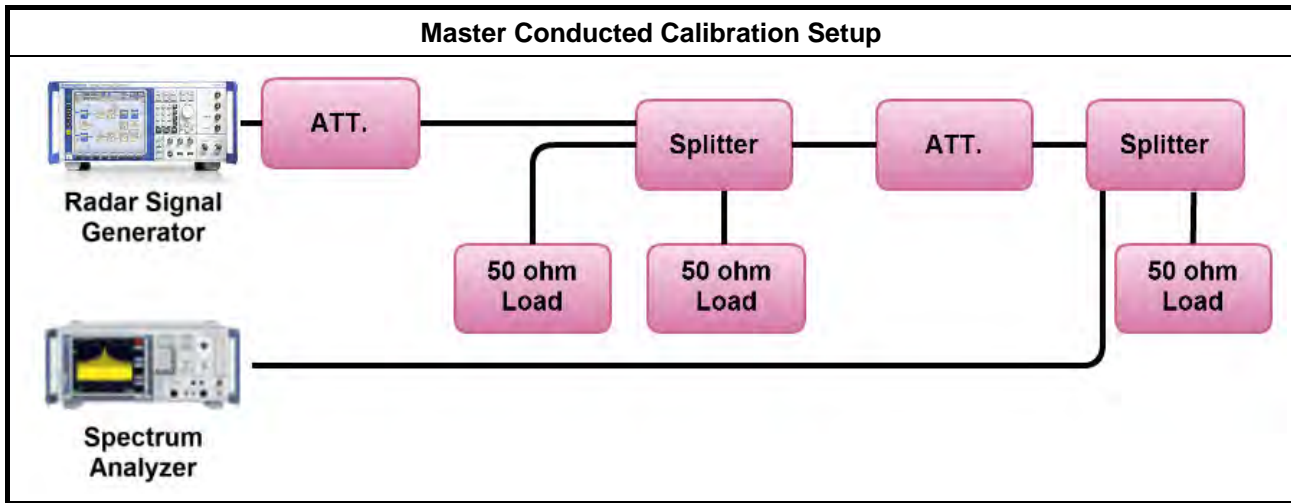 Master Conducted Calibration Setup
ATT.
Splitter
ATT.
Splitter
Radar Signal
Generator
50 ohm
Load
50 ohm
Load
50 ohm
Load
Spectrum
Analyzer